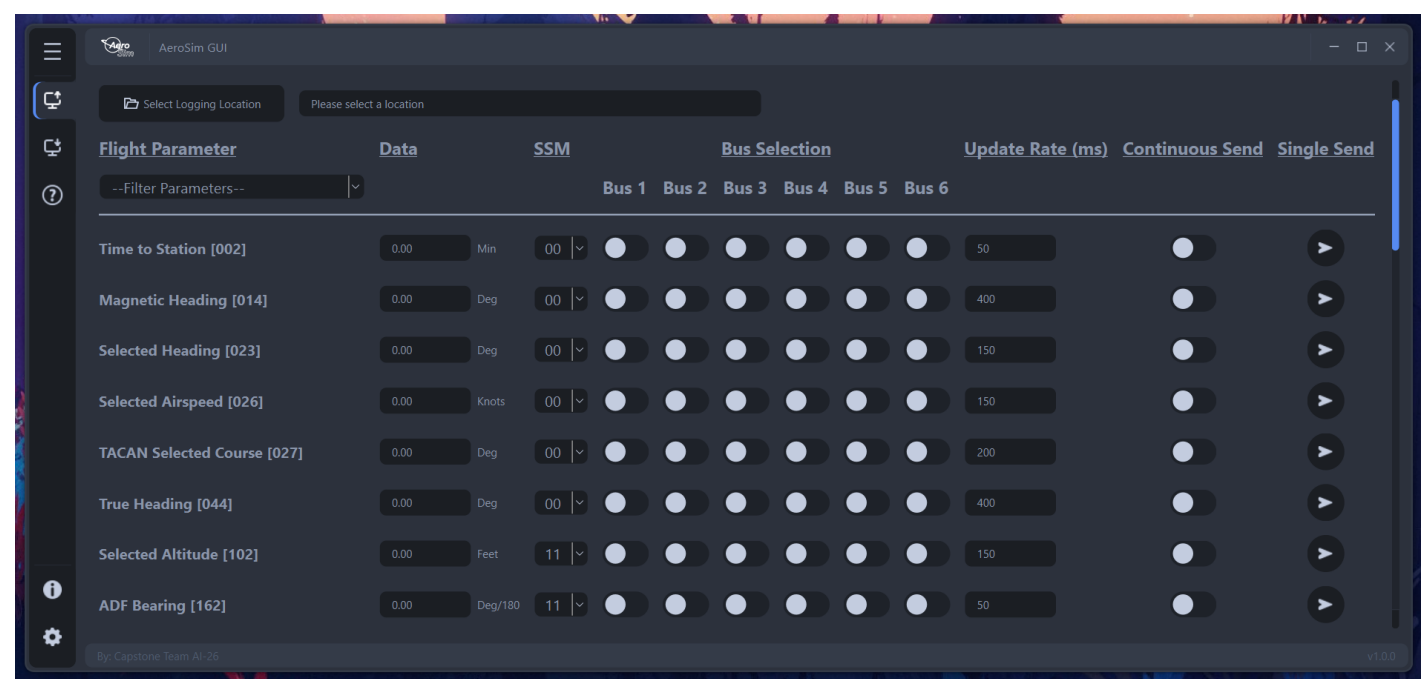 Aero Sim AeroSim GUI
Select Logging Location Please select a location
Flight Parameter Data SSM Bus Selection Update Rate (ms) Continuous Send Single Send
--Filter Parameters-- Bus 1 Bus 2 Bus 3 Bus 4 Bus 5 Bus 6
Time to Station [002] 0.00 Min 00 50
Magnetic Heading [014] 0.00 Deg 00 400
Selected Heading [023] 0.00 Deg 00 150
Selected Airspeed [026] 0.00 Knots 00 150
TACAN Selected Course [027] 0.00 Deg 00 200
True Heading [044] 0.00 Deg 00 400
Selected Altitude [102] 0.00 Feet 11 150
ADF Bearing [162] 0.00 Deg/180 11 50
By: Capstone Team AI-26 v1.0.0